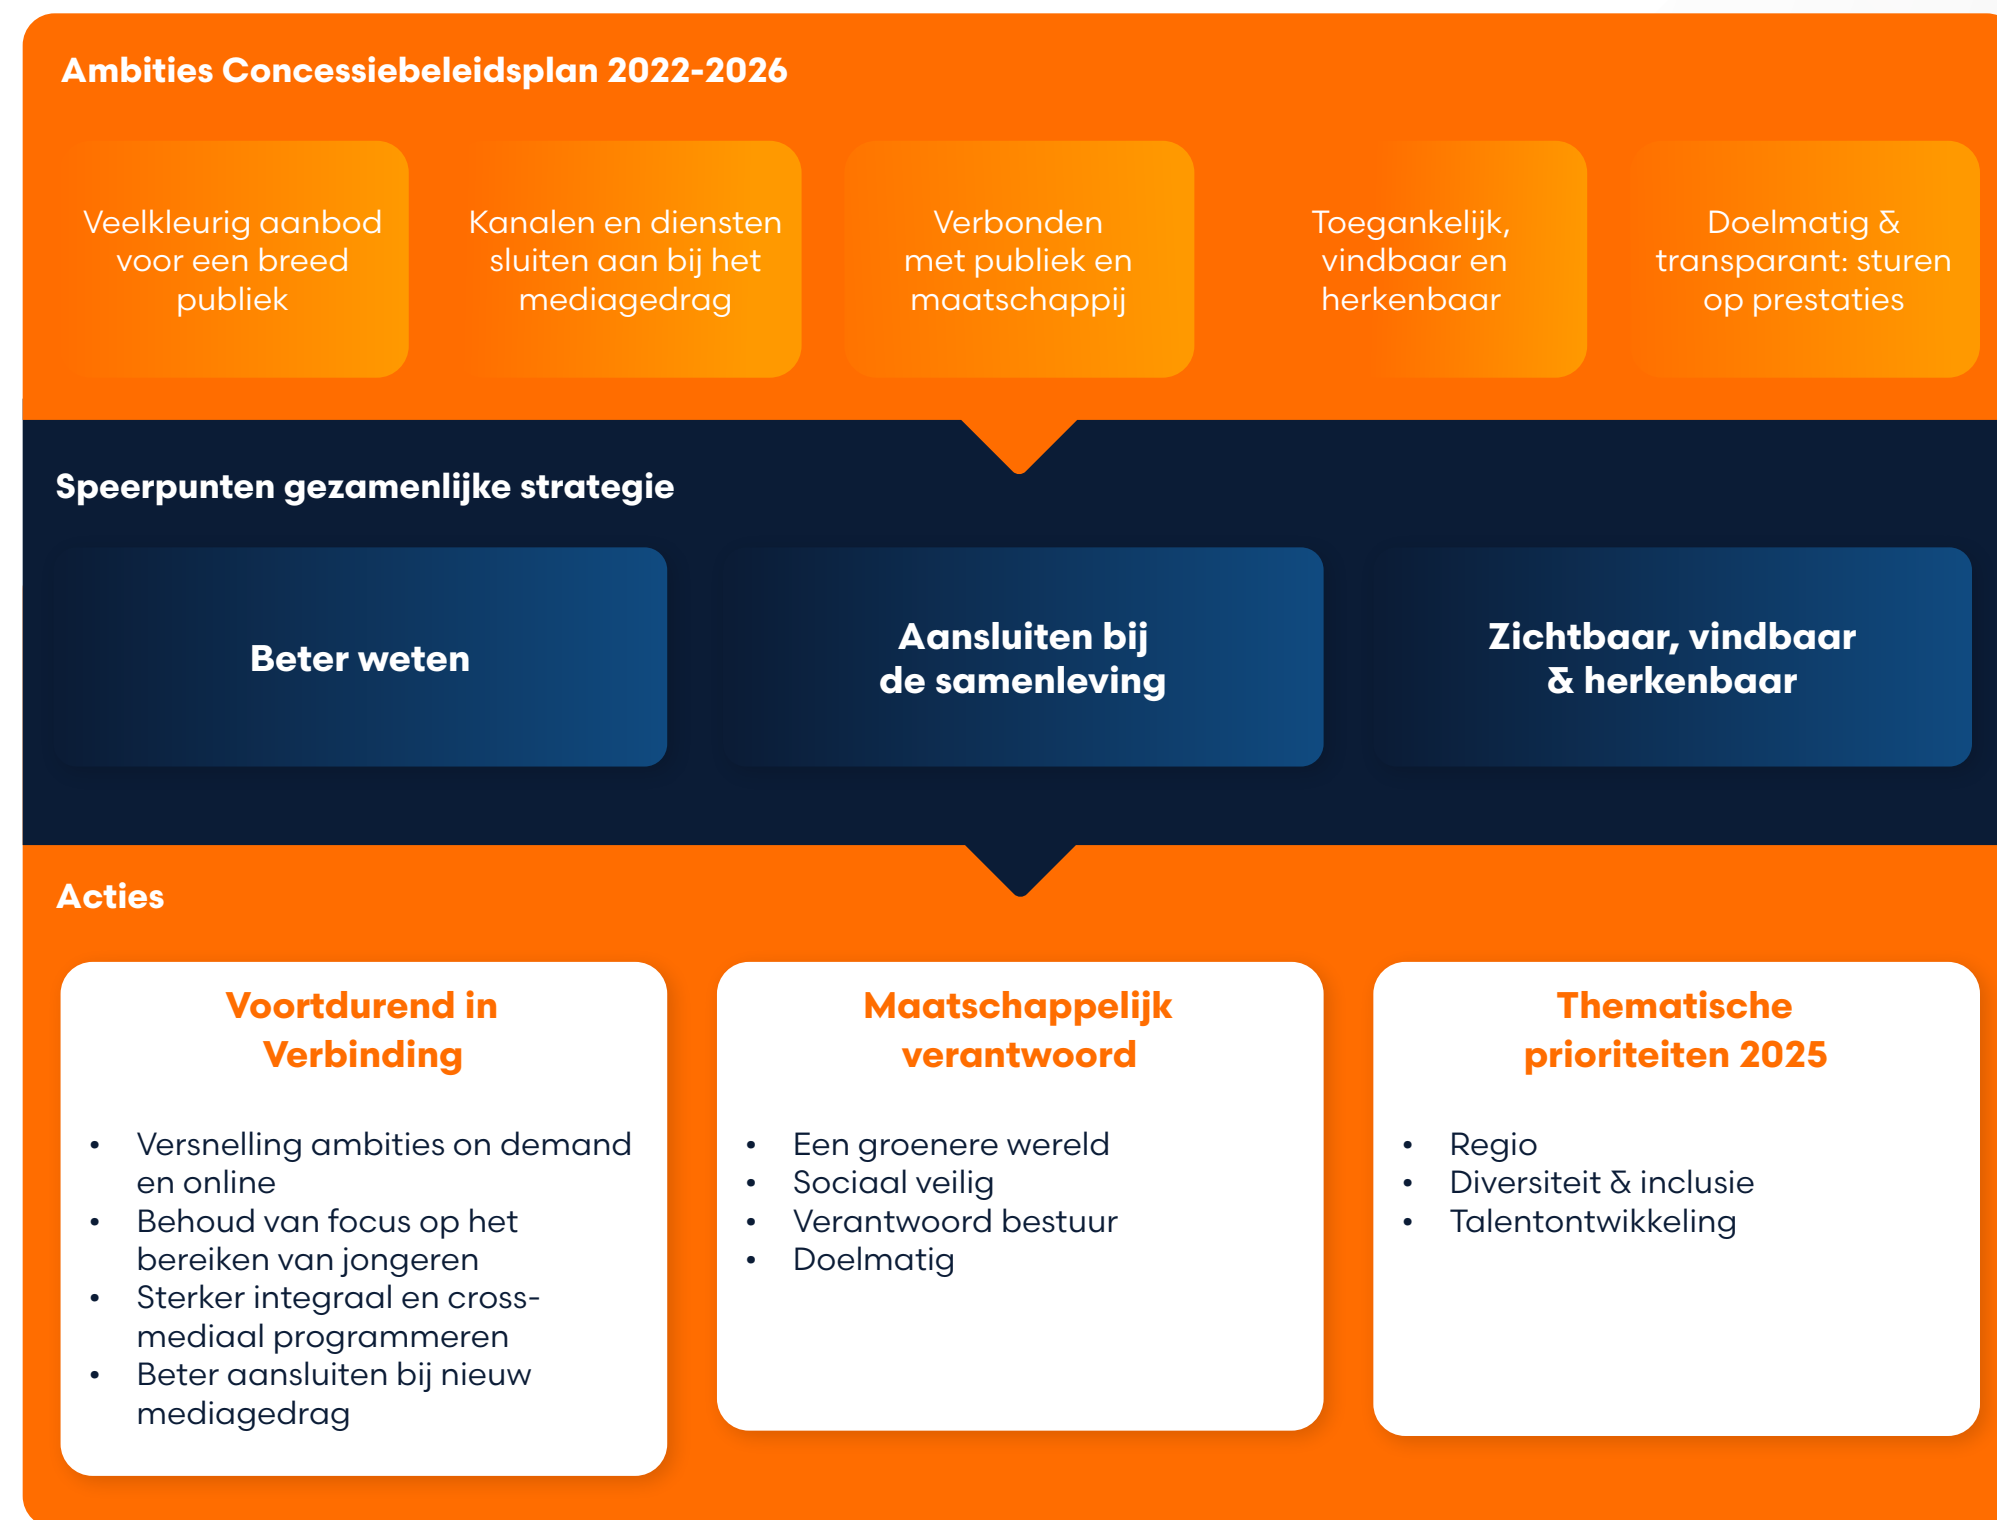 Ambities Concessiebeleidsplan 2022-2026
Veelkleurig aanbod
voor een breed
publiek
Kanalen en diensten
sluiten aan bij het
mediagedrag
Verbonden
met publiek en
maatschappij
Toegankelijk,
vindbaar en
herkenbaar
Doelmatig &
transparant: sturen
op prestaties
Speerpunten gezamenlijke strategie
Beter weten
Aansluiten bij
de samenleving
Zichtbaar, vindbaar
& herkenbaar
Acties
Voortdurend in
Verbinding
• Versnelling ambities on demand
en online
• Behoud van focus op het
bereiken van jongeren
• Sterker integraal en cross-
mediaal programmeren
• Beter aansluiten bij nieuw
mediagedrag
Maatschappelijk
verantwoord
• Een groenere wereld
• Sociaal veilig
• Verantwoord bestuur
• Doelmatig
Thematische
prioriteiten 2025
• Regio
• Diversiteit & inclusie
• Talentontwikkeling